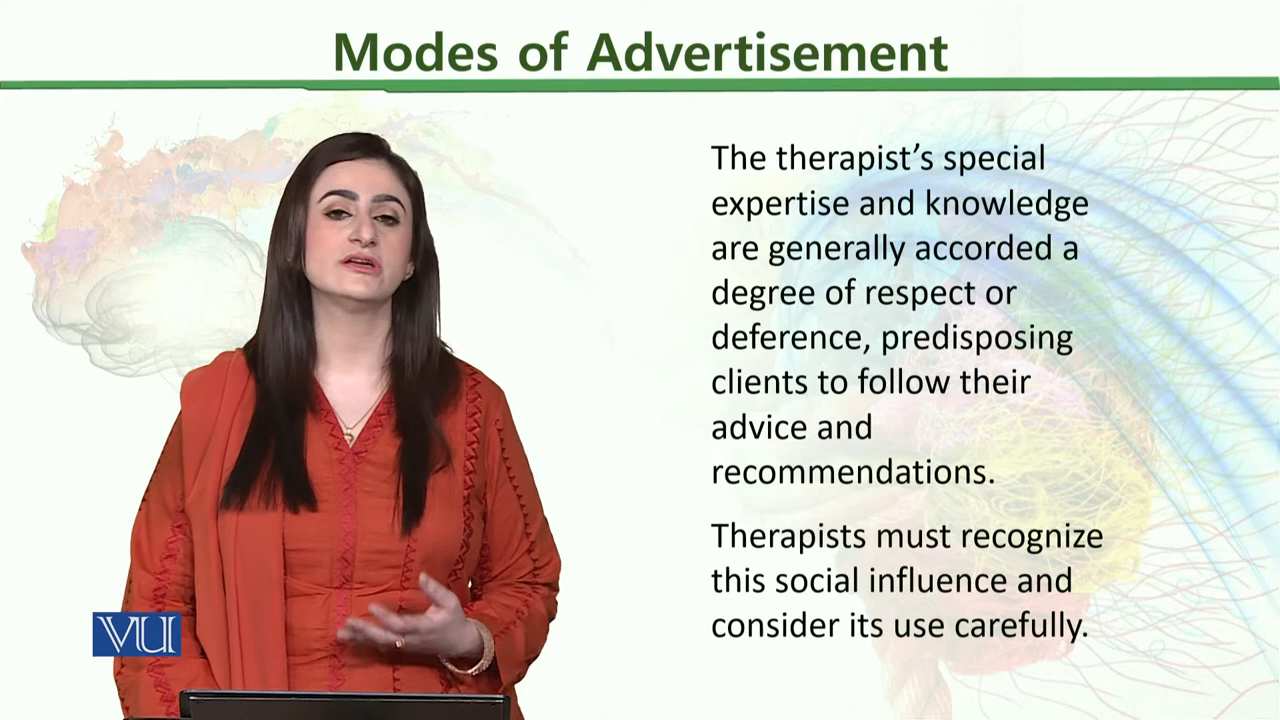 Modes of Advertisement
The therapist’s special
expertise and knowledge
are generally accorded a
degree of respect or
deference, predisposing
clients to follow their
advice and
recommendations.
Therapists must recognize
this social influence and
consider its use carefully.
VU